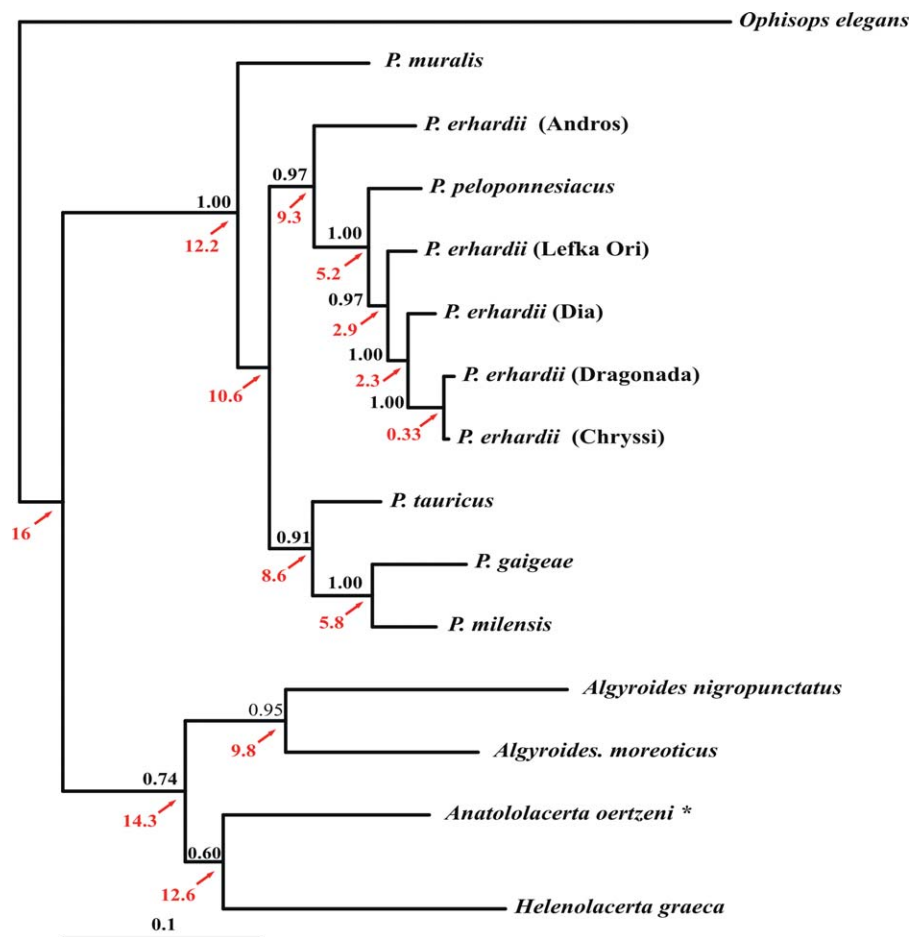 Ophisops elegans
P. muralis
P. erhardii (Andros)
0.97
P. peloponnesiacus
1.00
9.3
12.2
1.00
P. erhardii (Lefka Ori)
5.2
0.97
P. erhardii (Dia)
2.9
1.00
P. erhardii (Dragonada)
2.3
10.6
1.00
0.33
P. erhardii (Chryssi)
P. tauricus
16
0.91
8.6
P. gaigeae
1.00
5.8
P. milensis
Algyroides nigropunctatus
0.95
9.8
Algyroides. moreoticus
0.74
14.3
Anatololacerta oertzeni *
0.60
12.6
Helenolacerta graeca
0.1